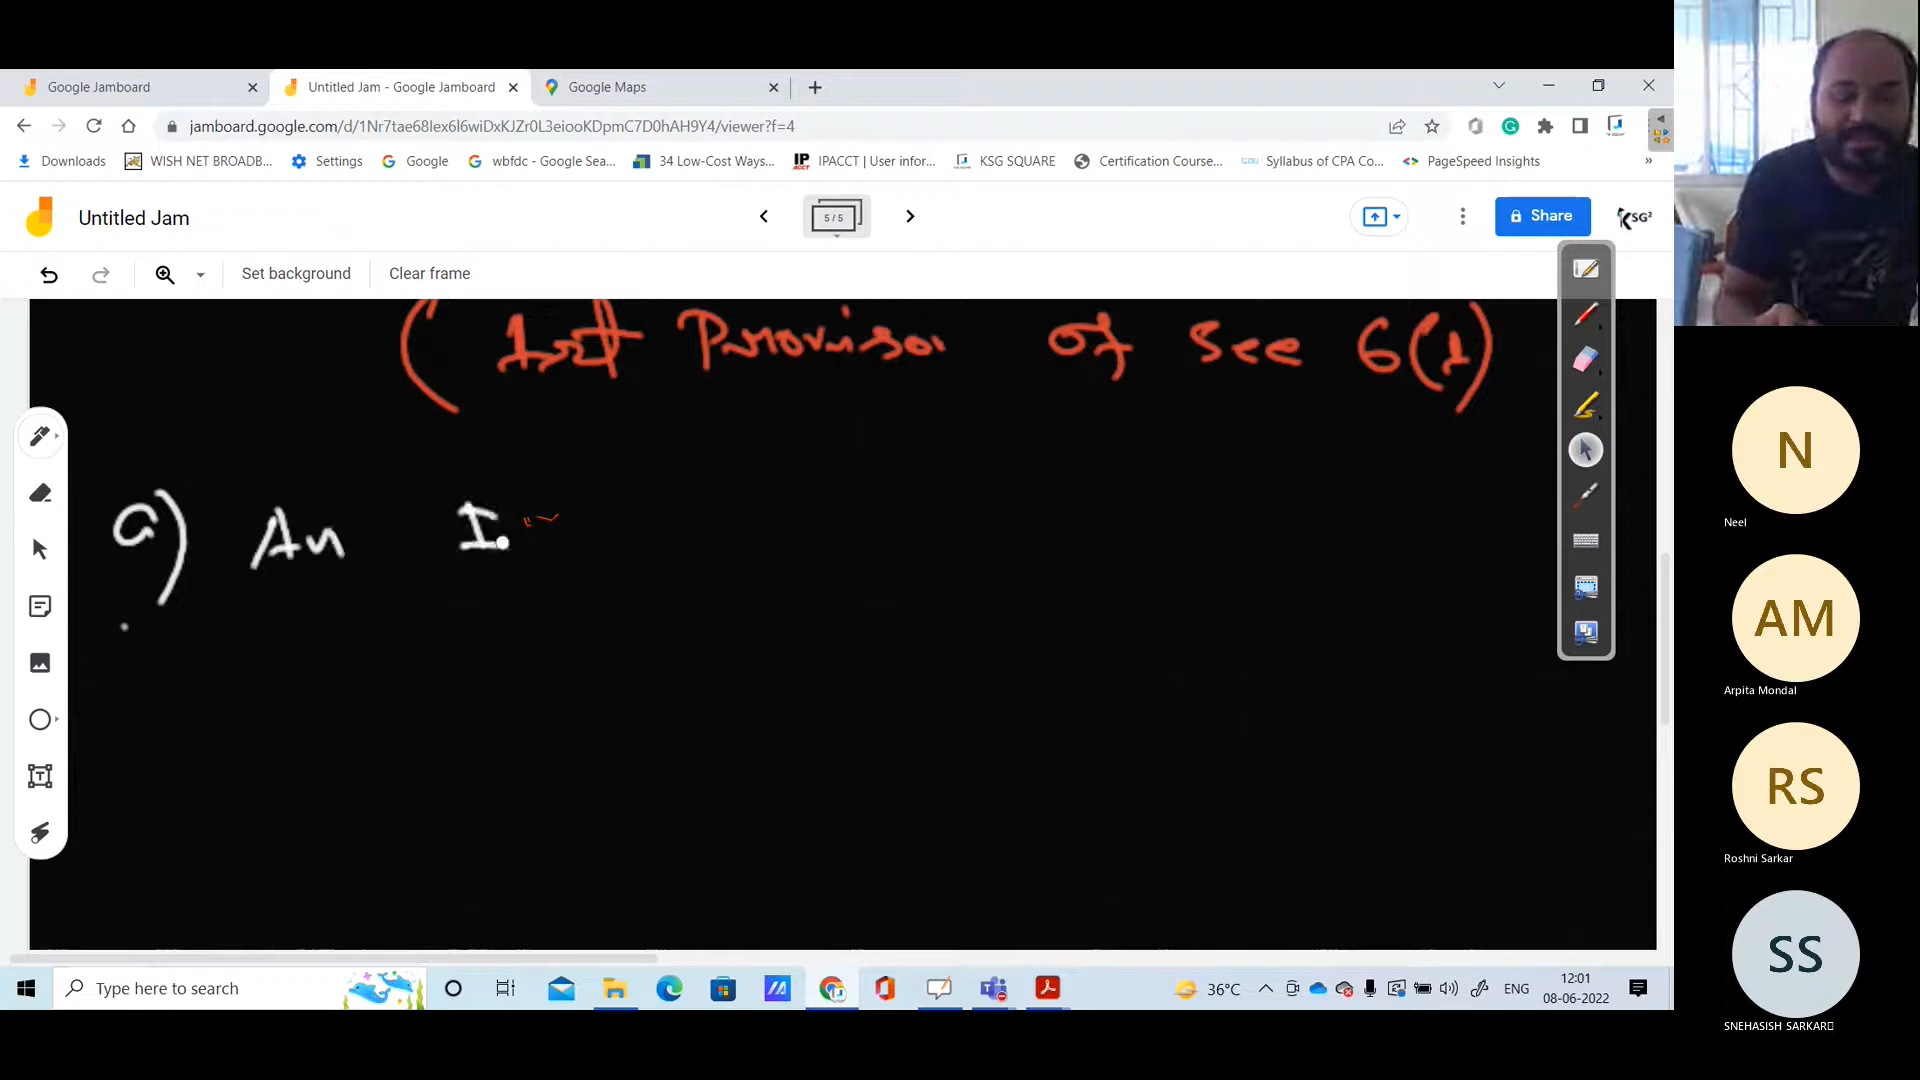 Google Jamboard
Untitled Jam - Google Jamboard
Google Maps
jamboard.google.com/d/1Nr7tae68Iex6l6wiDxKJZr0L3eiooKDpmC7D0hAH9Y4/viewer?f=4
Downloads
WISH NET BROADB...
Settings
Google
wbfdc - Google Sea...
34 Low-Cost Ways...
IPACCT | User infor...
KSG SQUARE
Certification Course...
Syllabus of CPA Co...
PageSpeed Insights
»
Untitled Jam
5 / 5
Share
KSG²
Set background
Clear frame
(1st Provison of Sec 6(1)
a) An I
N
Neel
AM
Arpita Mondal
RS
Roshni Sarkar
SS
SNEHASISH SARKAR
Type here to search
36°C
ENG
12:01
08-06-2022